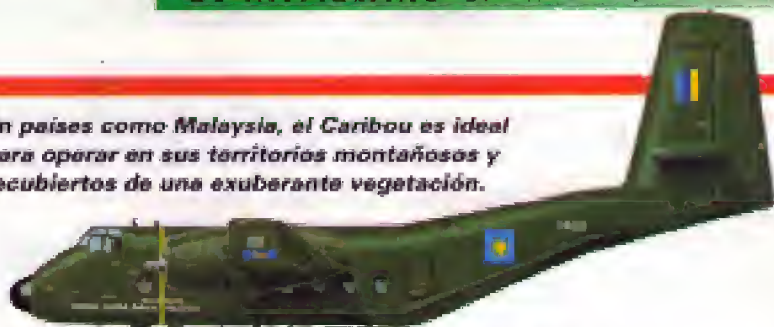 n países como Malaysia, el Caribou es ideal
ara operar en sus territorios montañosos y
ecubiertos de una exuberante vegetación.